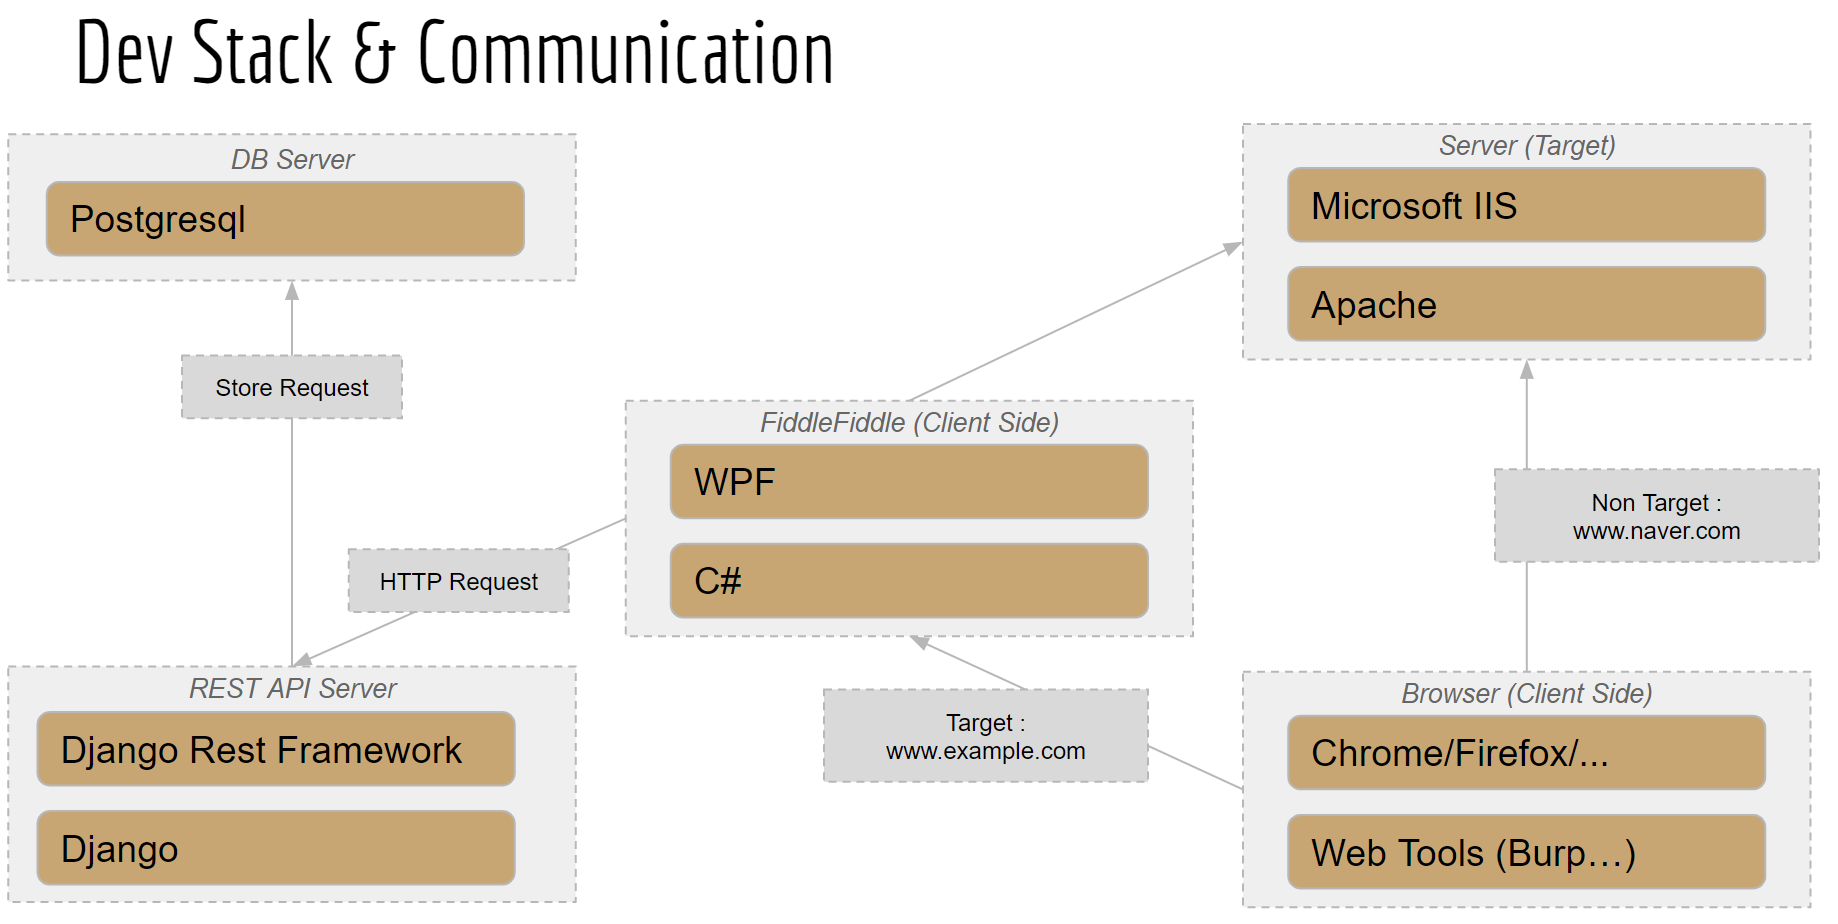 Dev Stack & Communication
DB Server
Postgresql
Store Request
REST API Server
Django Rest Framework
Django
HTTP Request
FiddleFiddle (Client Side)
WPF
C#
Target :
www.example.com
Server (Target)
Microsoft IIS
Apache
Non Target :
www.naver.com
Browser (Client Side)
Chrome/Firefox/...
Web Tools (Burp…)